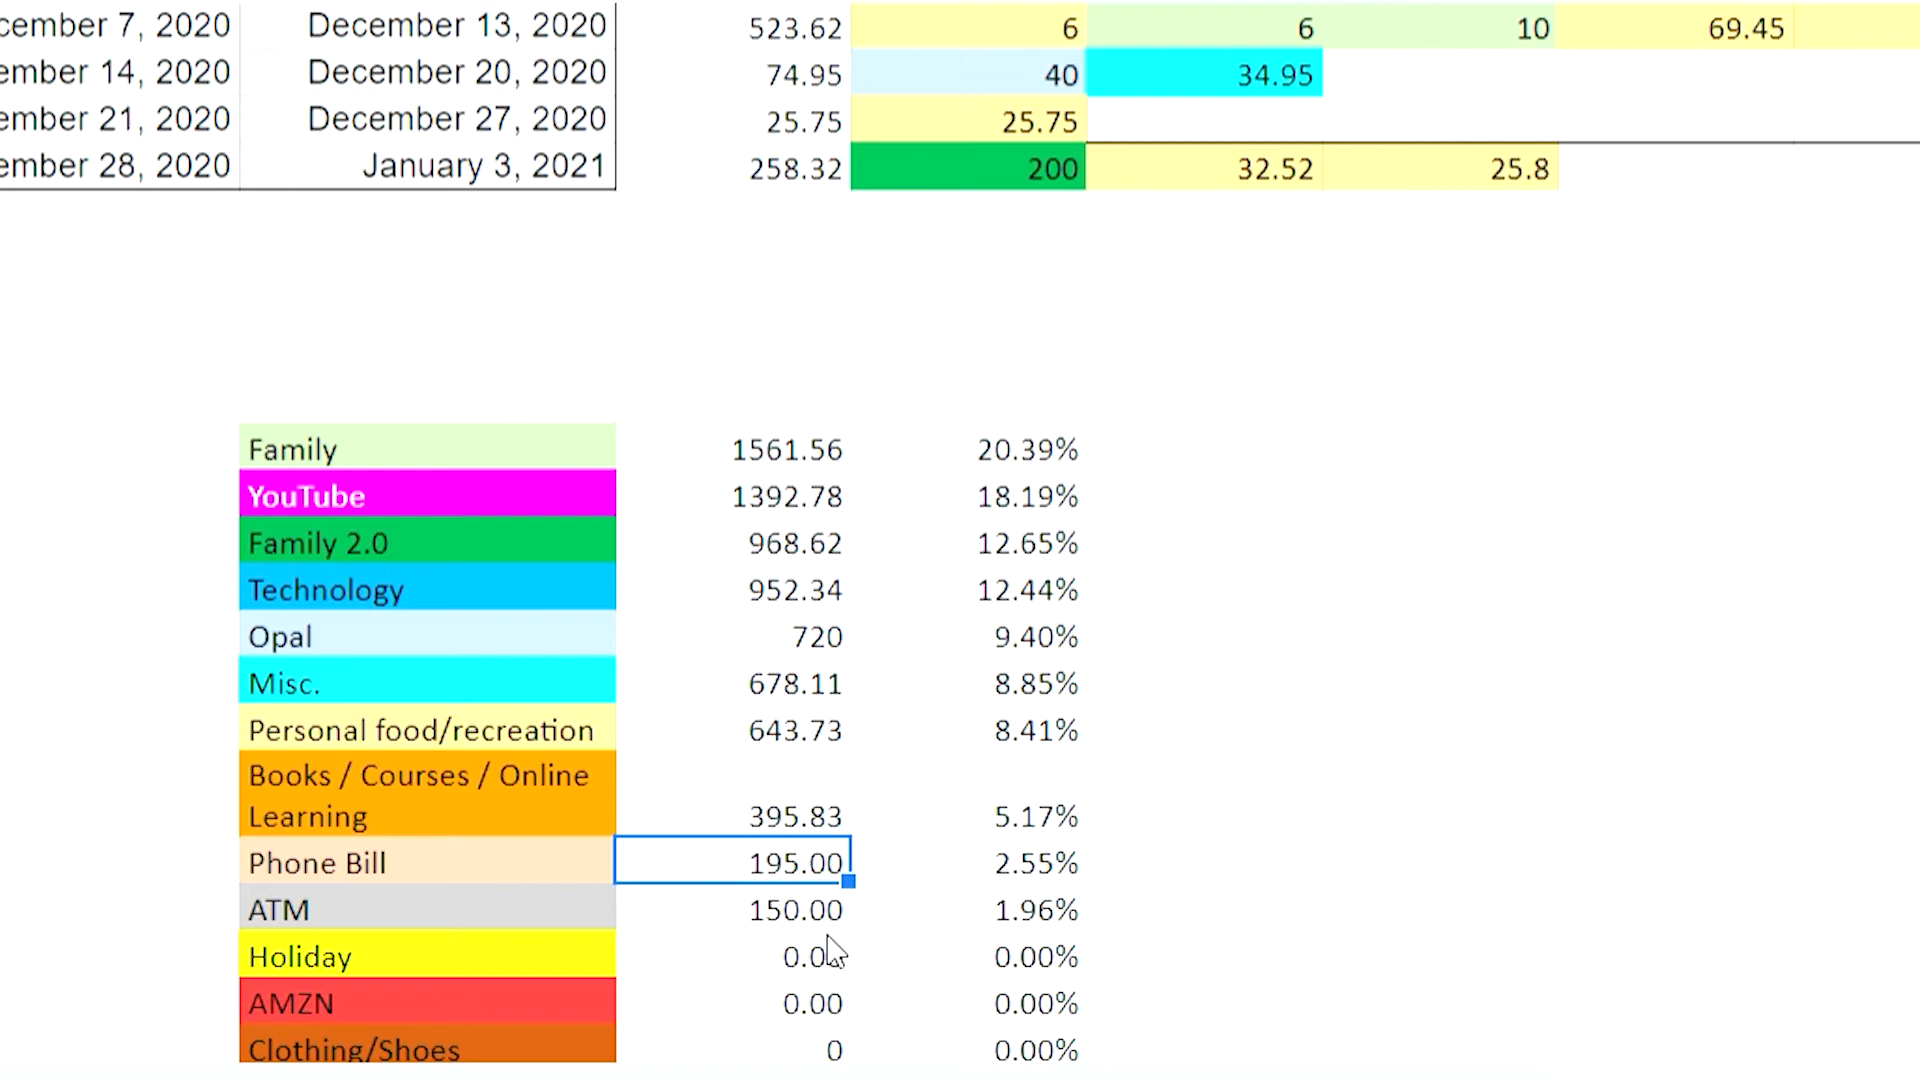 cember 7, 2020 December 13, 2020 523.62 6 6 10 69.45
ember 14, 2020 December 20, 2020 74.95 40 34.95
ember 21, 2020 December 27, 2020 25.75 25.75
ember 28, 2020 January 3, 2021 258.32 200 32.52 25.8
Family 1561.56 20.39%
YouTube 1392.78 18.19%
Family 2.0 968.62 12.65%
Technology 952.34 12.44%
Opal 720 9.40%
Misc. 678.11 8.85%
Personal food/recreation 643.73 8.41%
Books / Courses / Online
Learning 395.83 5.17%
Phone Bill 195.00 2.55%
ATM 150.00 1.96%
Holiday 0.0 0.00%
AMZN 0.00 0.00%
Clothing/Shoes 0 0.00%